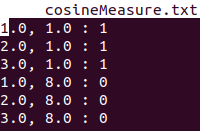 cosineMeasure.txt
1.0, 1.0 : 1
2.0, 1.0 : 1
3.0, 1.0 : 1
1.0, 8.0 : 0
2.0, 8.0 : 0
3.0, 8.0 : 0